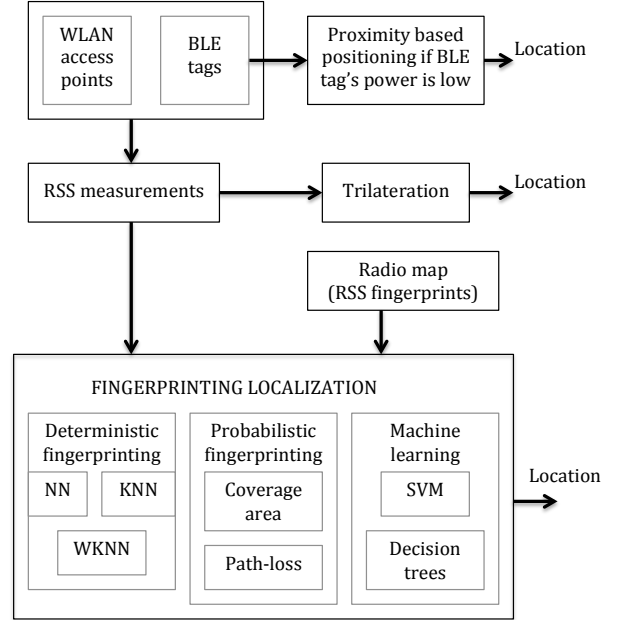 WLAN
access
points
BLE
tags
Proximity based
positioning if BLE
tag's power is low
Location
RSS measurements
Trilateration
Location
Radio map
(RSS fingerprints)
FINGERPRINTING LOCALIZATION
Deterministic
fingerprinting
NN
KNN
WKNN
Probabilistic
fingerprinting
Coverage
area
Path-loss
Machine
learning
SVM
Decision
trees
Location